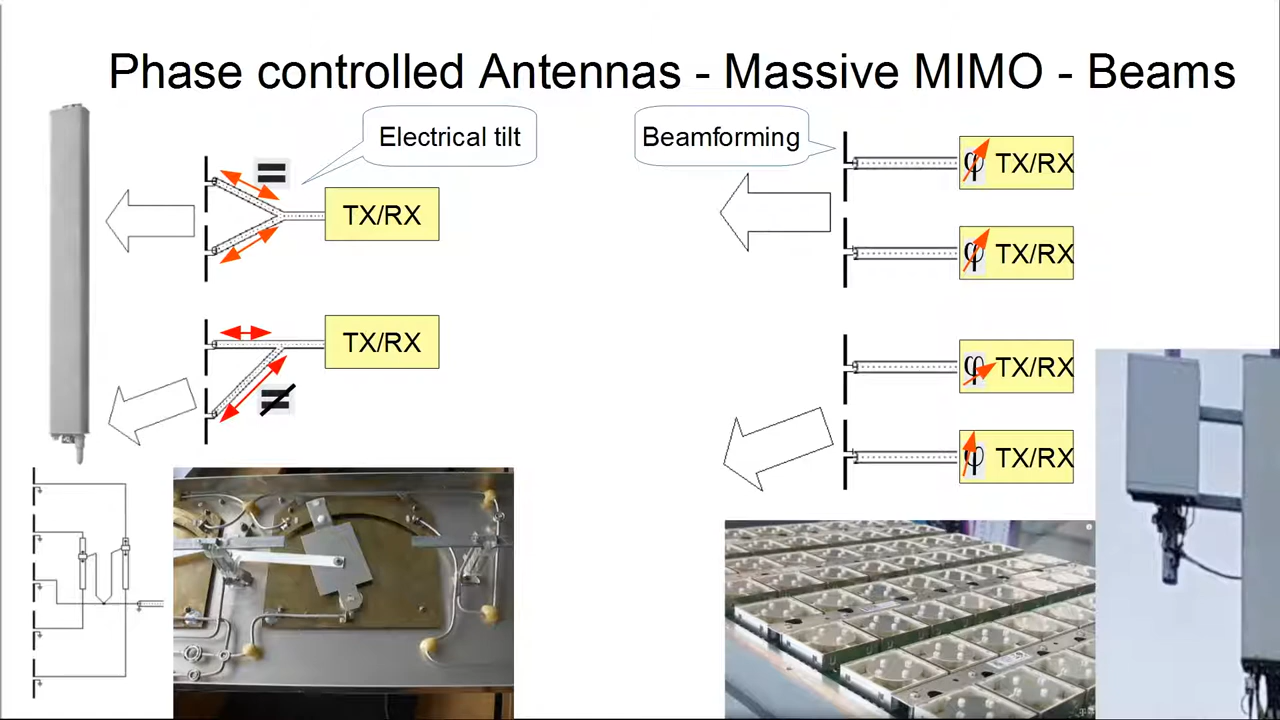 Phase controlled Antennas - Massive MIMO - Beams
Electrical tilt
=
TX/RX
TX/RX
≠
Beamforming
φ TX/RX
φ TX/RX
φ TX/RX
φ TX/RX